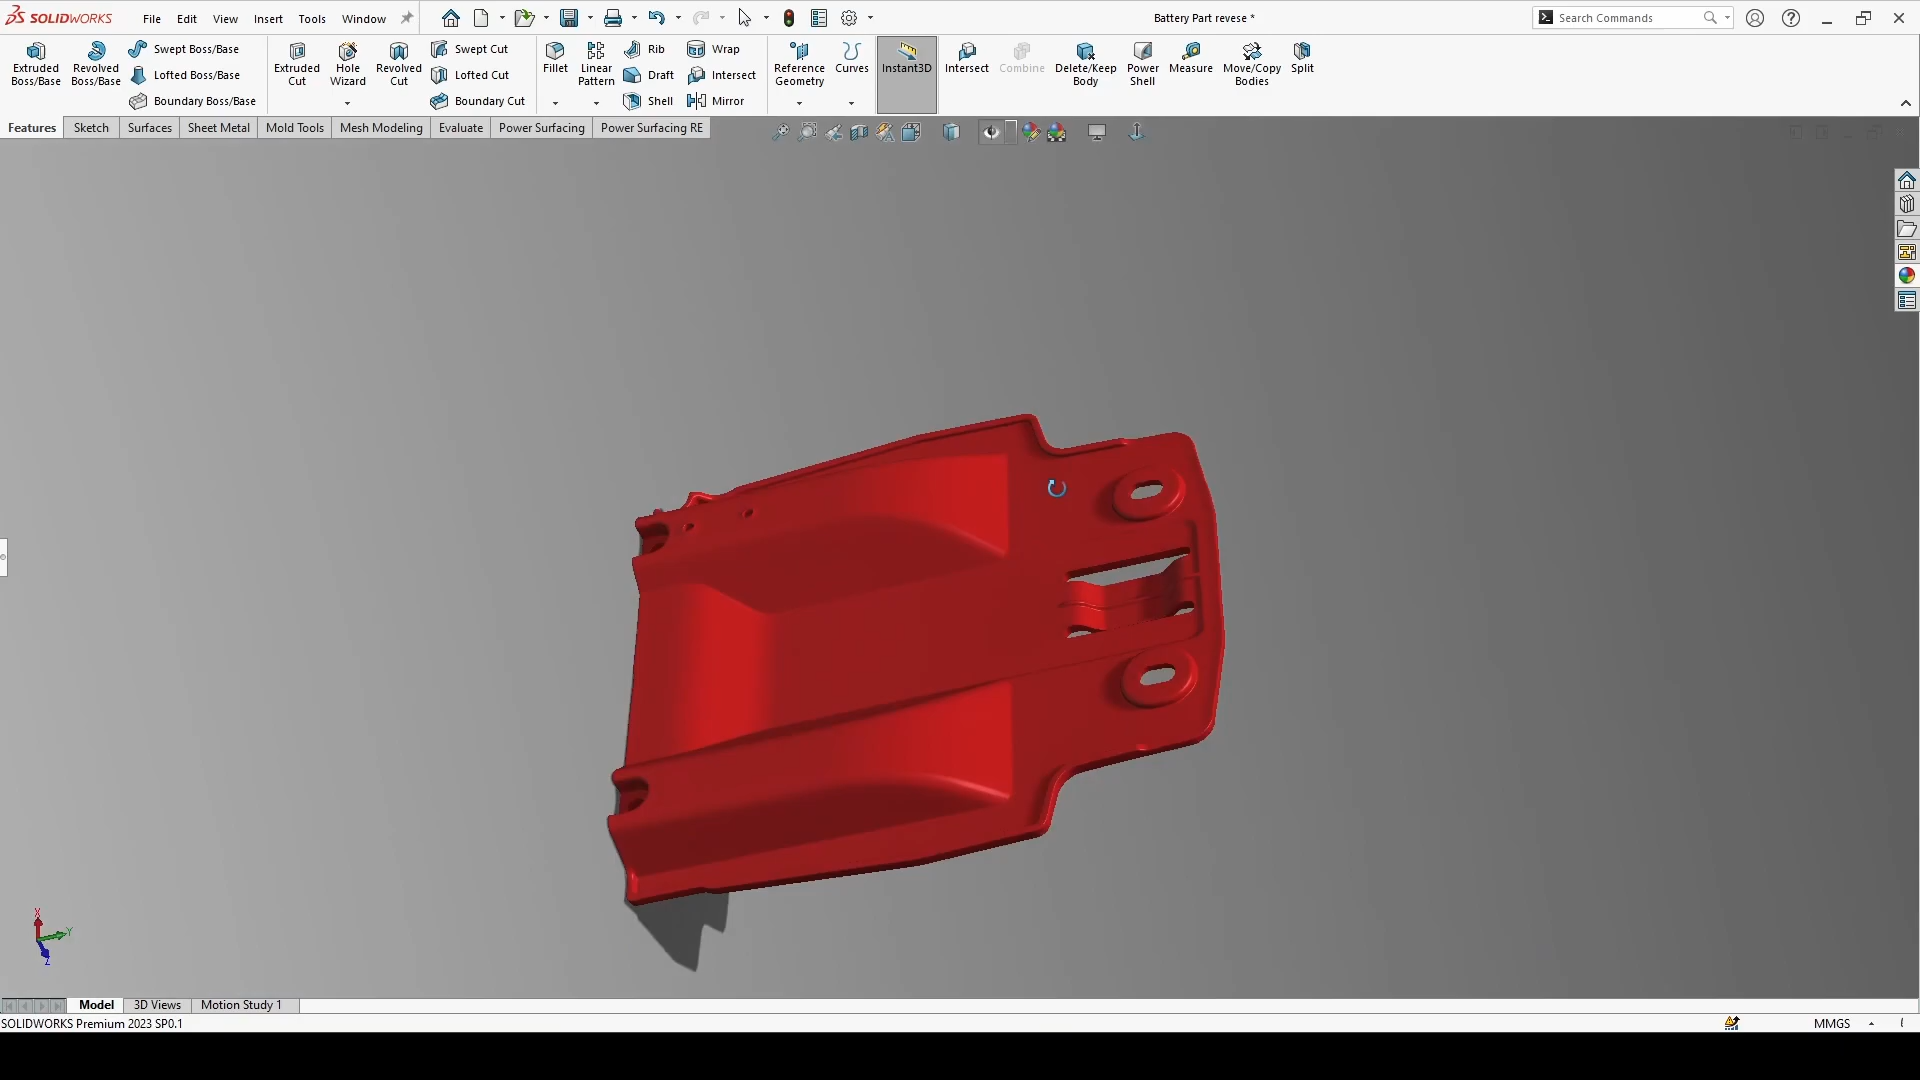 SOLIDWORKS File Edit View Insert Tools Window
Battery Part revese *
Search Commands
Extruded Boss/Base
Revolved Boss/Base
Swept Boss/Base
Lofted Boss/Base
Boundary Boss/Base
Extruded Cut
Hole Wizard
Revolved Cut
Swept Cut
Lofted Cut
Boundary Cut
Fillet
Linear Pattern
Rib
Draft
Shell
Wrap
Intersect
Mirror
Reference Geometry
Curves
Instant3D
Intersect
Combine
Delete/Keep Body
Power Shell
Measure
Move/Copy Bodies
Split
Features Sketch Surfaces Sheet Metal Mold Tools Mesh Modeling Evaluate Power Surfacing Power Surfacing RE
X
Y
Z
Model 3D Views Motion Study 1
SOLIDWORKS Premium 2023 SP0.1
MMGS